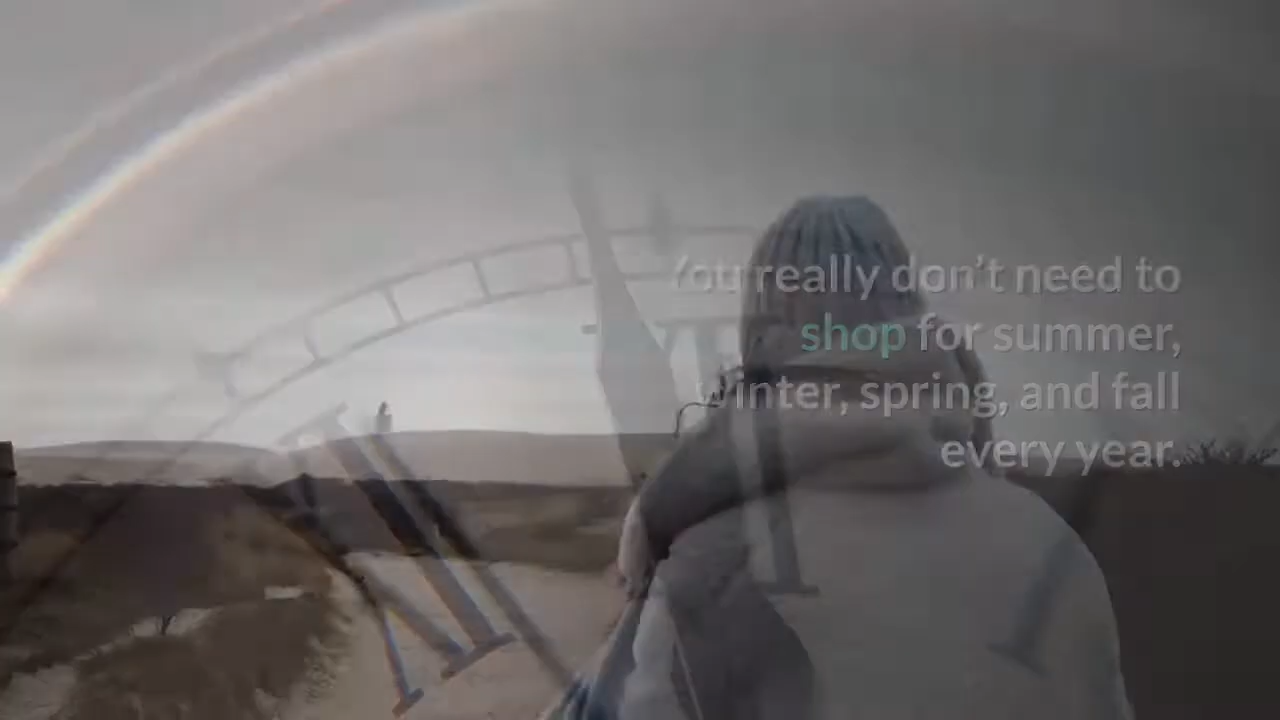 You really don't need to
shop for summer,
winter, spring, and fall
every year.